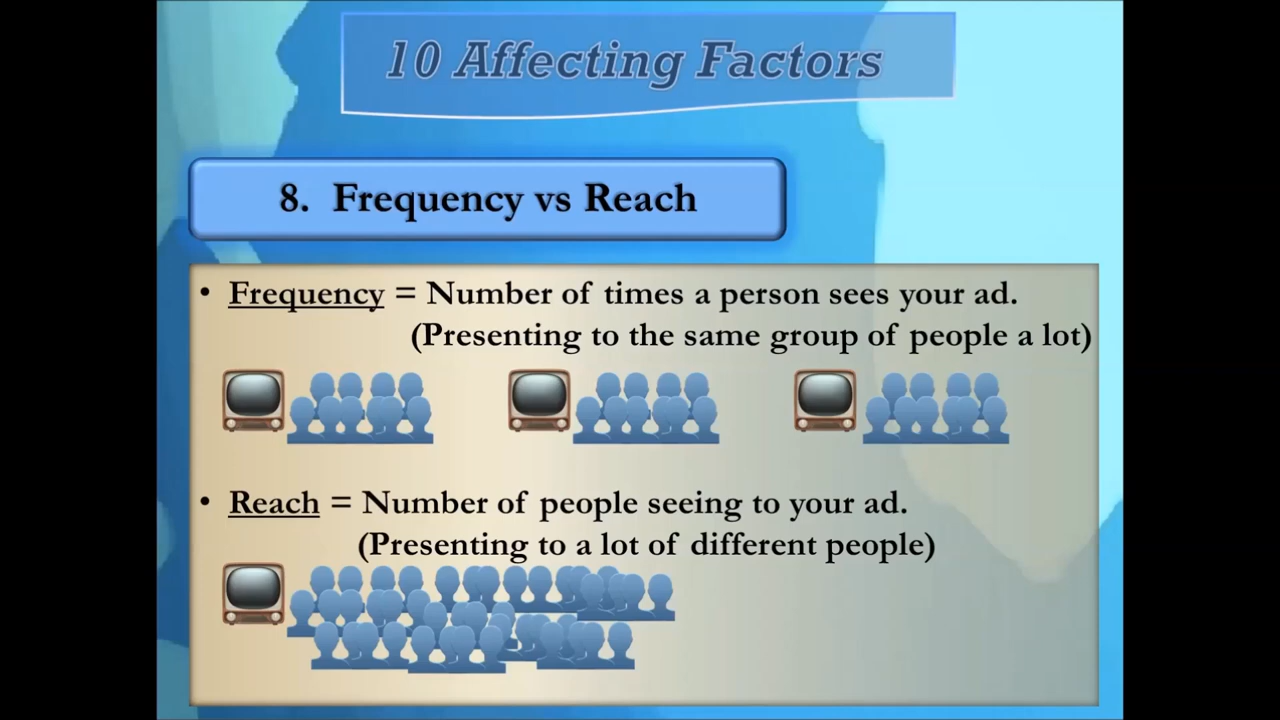 10 Affecting Factors
8. Frequency vs Reach
• Frequency = Number of times a person sees your ad.
(Presenting to the same group of people a lot)
• Reach = Number of people seeing to your ad.
(Presenting to a lot of different people)